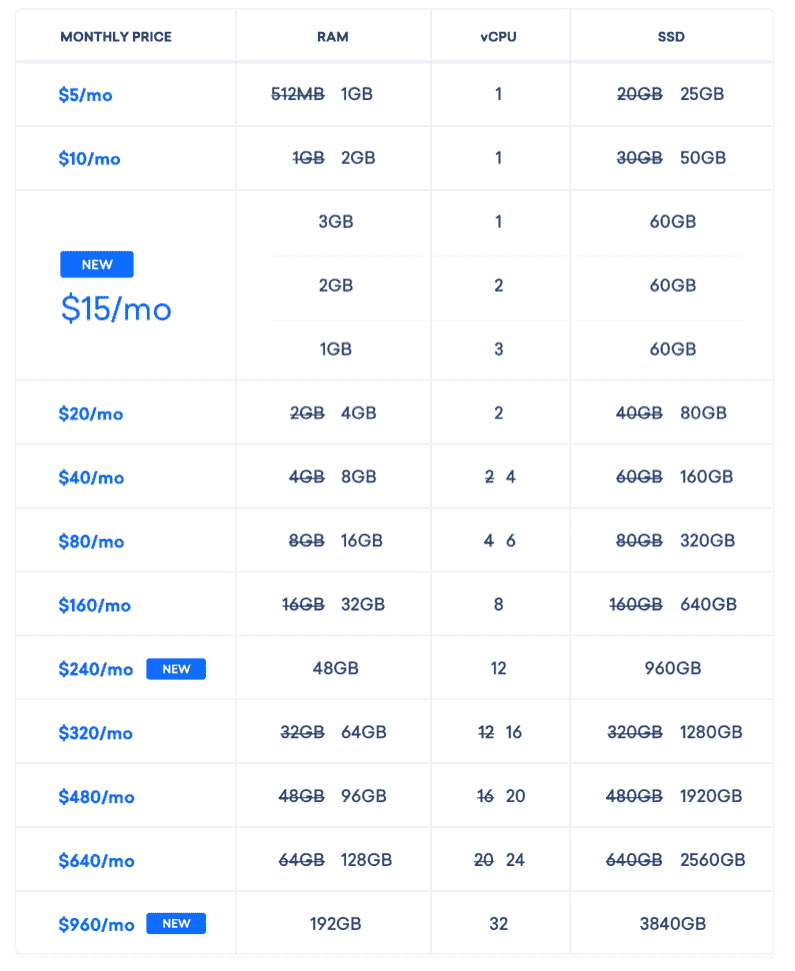 MONTHLY PRICE RAM vCPU SSD
$5/mo 512MB 1GB 1 20GB 25GB
$10/mo 1GB 2GB 1 30GB 50GB
3GB 1 60GB
NEW
2GB 2 60GB
$15/mo
1GB 3 60GB
$20/mo 2GB 4GB 2 40GB 80GB
$40/mo 4GB 8GB 2 4 60GB 160GB
$80/mo 8GB 16GB 4 6 80GB 320GB
$160/mo 16GB 32GB 8 160GB 640GB
$240/mo NEW 48GB 12 960GB
$320/mo 32GB 64GB 12 16 320GB 1280GB
$480/mo 48GB 96GB 16 20 480GB 1920GB
$640/mo 64GB 128GB 20 24 640GB 2560GB
$960/mo NEW 192GB 32 3840GB